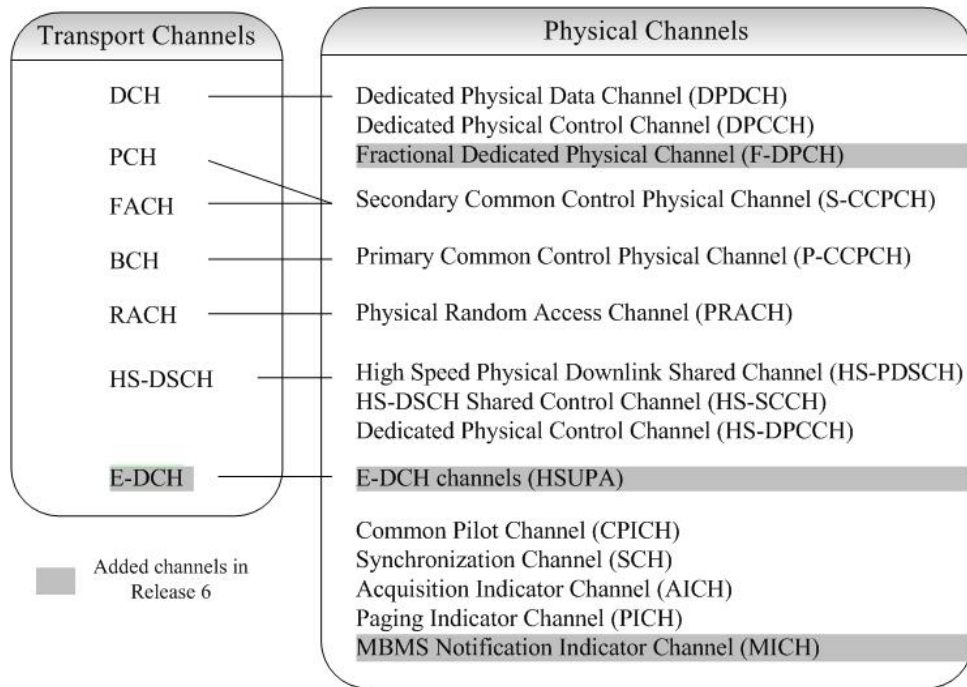 Transport Channels
DCH
PCH
FACH
BCH
RACH
HS-DSCH
E-DCH
Added channels in
Release 6
Physical Channels
Dedicated Physical Data Channel (DPDCH)
Dedicated Physical Control Channel (DPCCH)
Fractional Dedicated Physical Channel (F-DPCH)
Secondary Common Control Physical Channel (S-CCPCH)
Primary Common Control Physical Channel (P-CCPCH)
Physical Random Access Channel (PRACH)
High Speed Physical Downlink Shared Channel (HS-PDSCH)
HS-DSCH Shared Control Channel (HS-SCCH)
Dedicated Physical Control Channel (HS-DPCCH)
E-DCH channels (HSUPA)
Common Pilot Channel (CPICH)
Synchronization Channel (SCH)
Acquisition Indicator Channel (AICH)
Paging Indicator Channel (PICH)
MBMS Notification Indicator Channel (MICH)